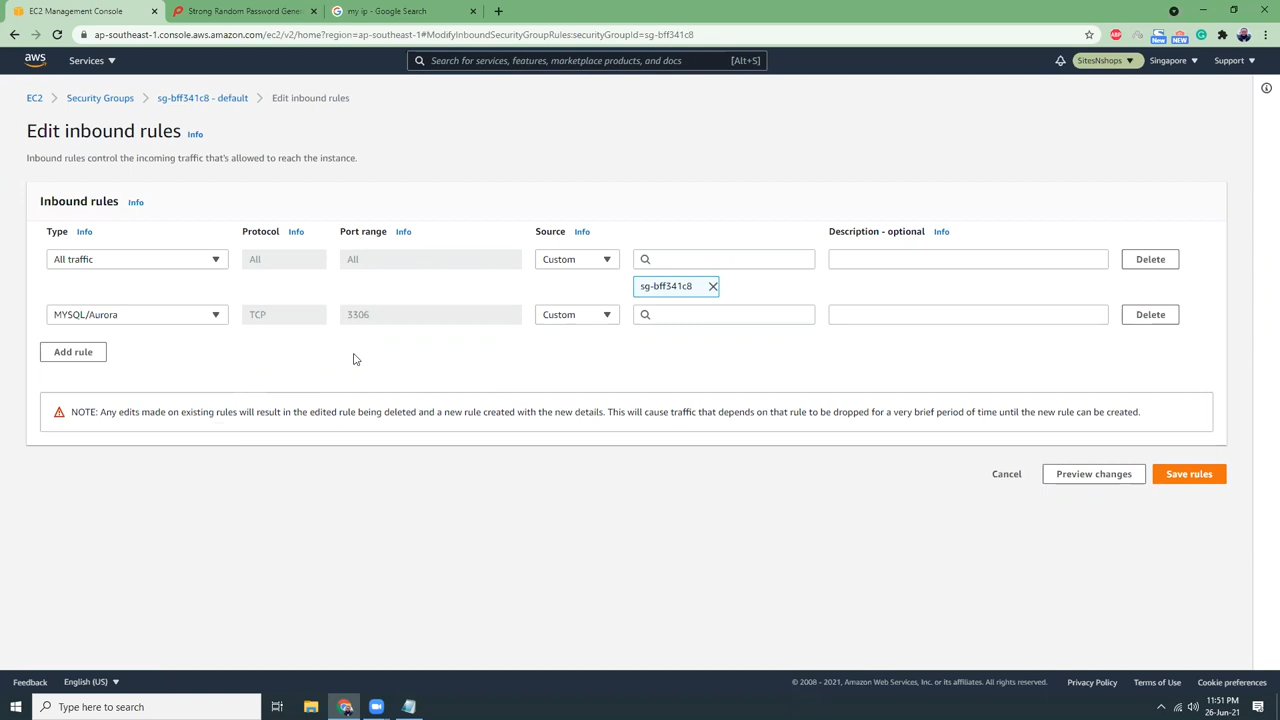 EC2 Management Console
Strong Random Password Gene
my ip - Google Search
ap-southeast-1.console.aws.amazon.com/ec2/v2/home?region=ap-southeast-1#ModifyInboundSecurityGroupRules:securityGroupId=sg-bff341c8
ABP
New
NEW
aws
Services
Search for services, features, marketplace products, and docs
[Alt+S]
SitesNshops
Singapore
Support
EC2
Security Groups
sg-bff341c8 - default
Edit inbound rules
Edit inbound rules Info
Inbound rules control the incoming traffic that's allowed to reach the instance.
Inbound rules Info
Type Info
Protocol Info
Port range Info
Source Info
Description - optional Info
All traffic
All
All
Custom
Delete
sg-bff341c8
MYSQL/Aurora
TCP
3306
Custom
Delete
Add rule
NOTE: Any edits made on existing rules will result in the edited rule being deleted and a new rule created with the new details. This will cause traffic that depends on that rule to be dropped for a very brief period of time until the new rule can be created.
Cancel
Preview changes
Save rules
Feedback
English (US)
© 2008 - 2021, Amazon Web Services, Inc. or its affiliates. All rights reserved.
Privacy Policy
Terms of Use
Cookie preferences
Type here to search
11:51 PM
26-Jun-21